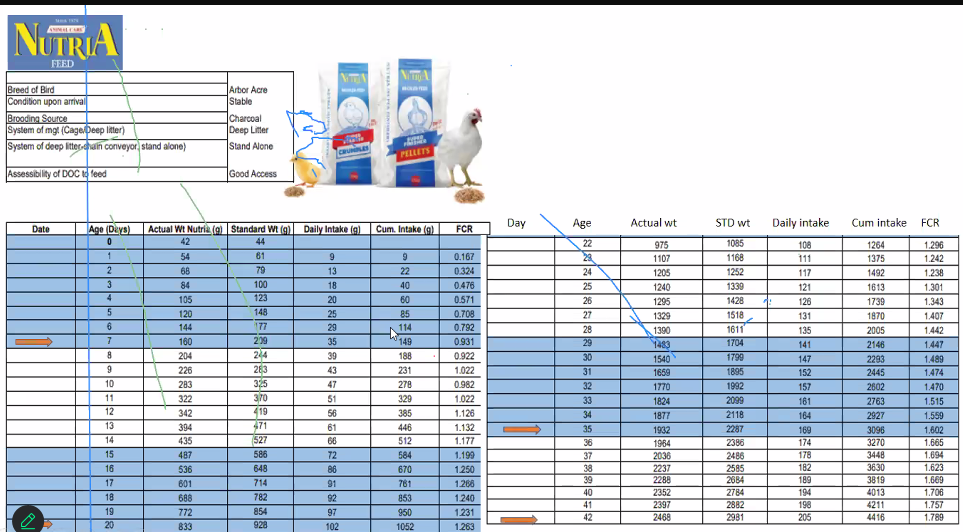 Since 1979
ANIMAL CARE
NUTRIA
FEED
Breed of Bird Arbor Acre
Condition upon arrival Stable
Brooding Source Charcoal
System of mgt (Cage/Deep litter) Deep Litter
System of deep litter-chain conveyor, stand alone) Stand Alone
Assessibility of DOC to feed Good Access
NUTRIA
CRUMBLES
NUTRIA
SUPER
FINISHER
PELLETS
Date Age (Days) Actual Wt Nutria (g) Standard Wt (g) Daily Intake (g) Cum. Intake (g) FCR
0 42 44
1 54 61 9 9 0.167
2 68 79 13 22 0.324
3 84 100 18 40 0.476
4 105 123 20 60 0.571
5 120 148 25 85 0.708
6 144 177 29 114 0.792
7 160 209 35 149 0.931
8 204 244 39 188 0.922
9 226 283 43 231 1.022
10 283 325 47 278 0.982
11 322 370 51 329 1.022
12 342 419 56 385 1.126
13 394 471 61 446 1.132
14 435 527 66 512 1.177
15 487 586 72 584 1.199
16 536 648 86 670 1.250
17 601 714 91 761 1.266
18 688 782 92 853 1.240
19 772 854 97 950 1.231
20 833 928 102 1052 1.263
Day Age Actual wt STD wt Daily intake Cum intake FCR
22 975 1085 108 1264 1.296
23 1107 1168 111 1375 1.242
24 1205 1252 117 1492 1.238
25 1240 1339 121 1613 1.301
26 1295 1428 126 1739 1.343
27 1329 1518 131 1870 1.407
28 1390 1611 135 2005 1.442
29 1483 1704 141 2146 1.447
30 1540 1799 147 2293 1.489
31 1659 1895 152 2445 1.474
32 1770 1992 157 2602 1.470
33 1824 2099 161 2763 1.515
34 1877 2118 164 2927 1.559
35 1932 2287 169 3096 1.602
36 1964 2386 174 3270 1.665
37 2036 2486 178 3448 1.694
38 2237 2585 182 3630 1.623
39 2288 2684 189 3819 1.669
40 2352 2784 194 4013 1.706
41 2397 2882 198 4211 1.757
42 2468 2981 205 4416 1.789